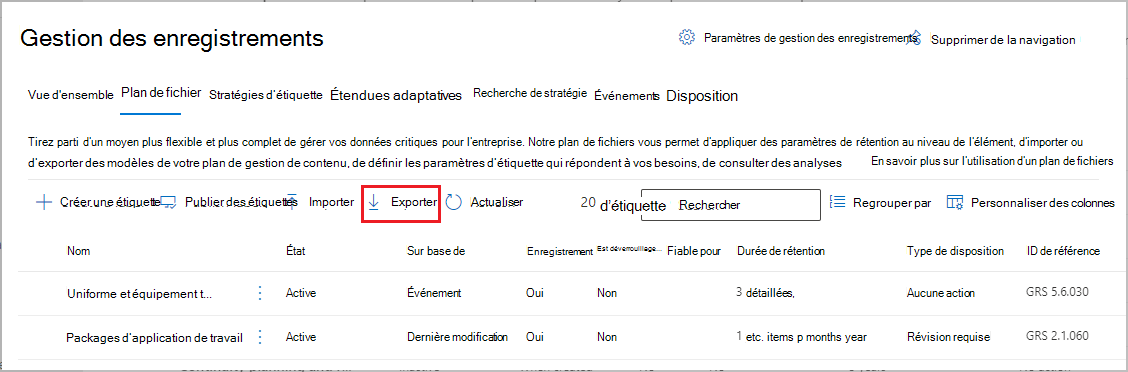 Gestion des enregistrements
Paramètres de gestion des enregistrements Supprimer de la navigation
Vue d'ensemble Plan de fichier Stratégies d'étiquette Étendues adaptatives Recherche de stratégie Événements Disposition
Tirez parti d'un moyen plus flexible et plus complet de gérer vos données critiques pour l'entreprise. Notre plan de fichiers vous permet d'appliquer des paramètres de rétention au niveau de l'élément, d'importer ou
d'exporter des modèles de votre plan de gestion de contenu, de définir les paramètres d'étiquette qui répondent à vos besoins, de consulter des analyses En savoir plus sur l'utilisation d'un plan de fichiers
Créer une étiquette Publier des étiquettes Importer Exporter Actualiser 20 d'étiquette Rechercher Regrouper par Personnaliser des colonnes
Nom État Sur base de Enregistrement Est déverrouillage... Fiable pour Durée de rétention Type de disposition ID de référence
Uniforme et équipement t... Active Événement Oui Non 3 détaillées, Aucune action GRS 5.6.030
Packages d'application de travail Active Dernière modification Oui Non 1 etc. items p months year Révision requise GRS 2.1.060